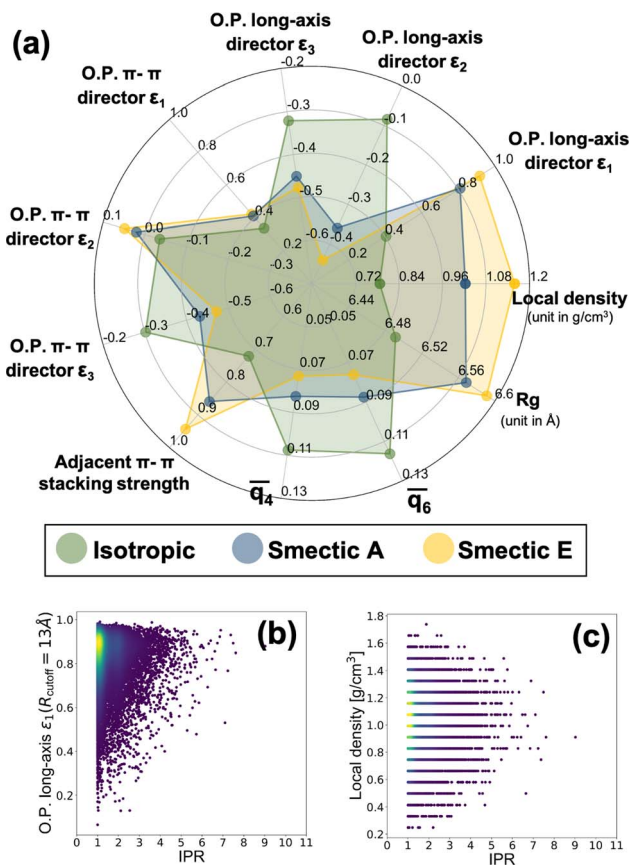 (a)
O.P. long-axis
director ε₃
-0.2
-0.3
-0.4
-0.5
-0.6
O.P. long-axis
director ε₂
0.0
-0.1
-0.2
-0.3
-0.4
O.P. long-axis
director ε₁
1.0
0.8
0.6
0.4
0.2
Local density
(unit in g/cm³)
0.72
0.84
0.96
1.08
1.2
Rg
(unit in Å)
6.44
6.48
6.52
6.56
6.6
q₆
0.05
0.07
0.09
0.11
0.13
q₄
0.05
0.07
0.09
0.11
0.13
Adjacent π- π
stacking strength
0.6
0.7
0.8
0.9
1.0
O.P. π- π
director ε₃
-0.6
-0.5
-0.4
-0.3
-0.2
O.P. π- π
director ε₂
0.1
0.0
-0.1
-0.2
-0.3
O.P. π- π
director ε₁
1.0
0.8
0.6
0.4
0.2
Isotropic
Smectic A
Smectic E
(b)
O.P. long-axis ε₁(R_cutoff = 13Å)
1.0
0.8
0.6
0.4
0.2
0 1 2 3 4 5 6 7 8 9 10 11
IPR
(c)
Local density [g/cm³]
1.8
1.6
1.4
1.2
1.0
0.8
0.6
0.4
0.2
0 1 2 3 4 5 6 7 8 9 10 11
IPR